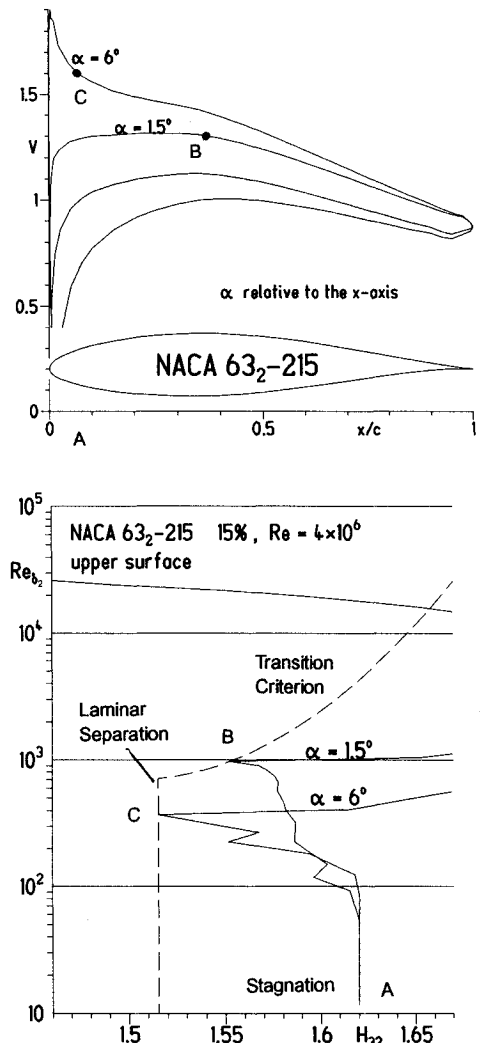 α = 6°
C
1.5
V
α = 1.5°
B
1
α relative to the x-axis
0.5
NACA 63₂-215
0
0
A
0.5
x/c
1
10⁵
NACA 63₂-215 15% , Re = 4×10⁶
Re_δ₂
upper surface
10⁴
Transition
Criterion
Laminar
Separation
B
10³
α = 1.5°
C
α = 6°
10²
Stagnation
A
10
1.5
1.55
1.6
H₃₂
1.65